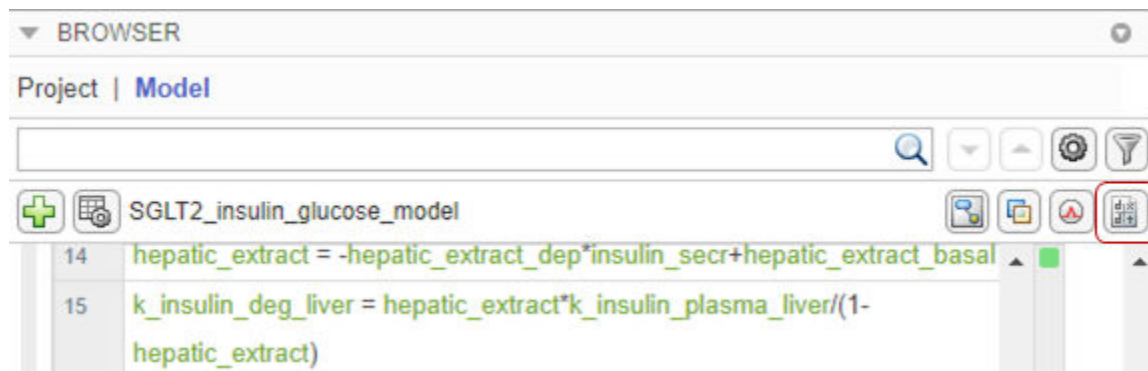 BROWSER
Project | Model
SGLT2_insulin_glucose_model
14 hepatic_extract = -hepatic_extract_dep*insulin_secr+hepatic_extract_basal
15 k_insulin_deg_liver = hepatic_extract*k_insulin_plasma_liver/(1-
hepatic_extract)